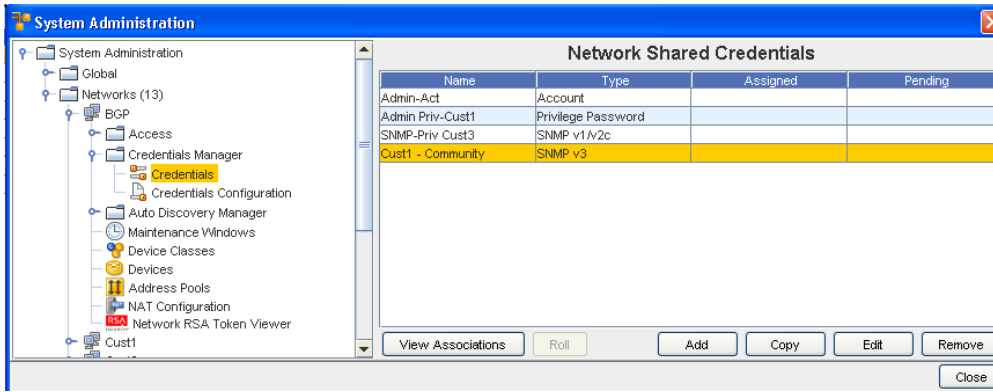 System Administration
System Administration
Global
Networks (13)
BGP
Access
Credentials Manager
Credentials
Credentials Configuration
Auto Discovery Manager
Maintenance Windows
Device Classes
Devices
Address Pools
NAT Configuration
RSA Network RSA Token Viewer
Cust1
Network Shared Credentials
Name Type Assigned Pending
Admin-Act Account
Admin Priv-Cust1 Privilege Password
SNMP-Priv Cust3 SNMP v1/v2c
Cust1 - Community SNMP v3
View Associations Roll Add Copy Edit Remove
Close